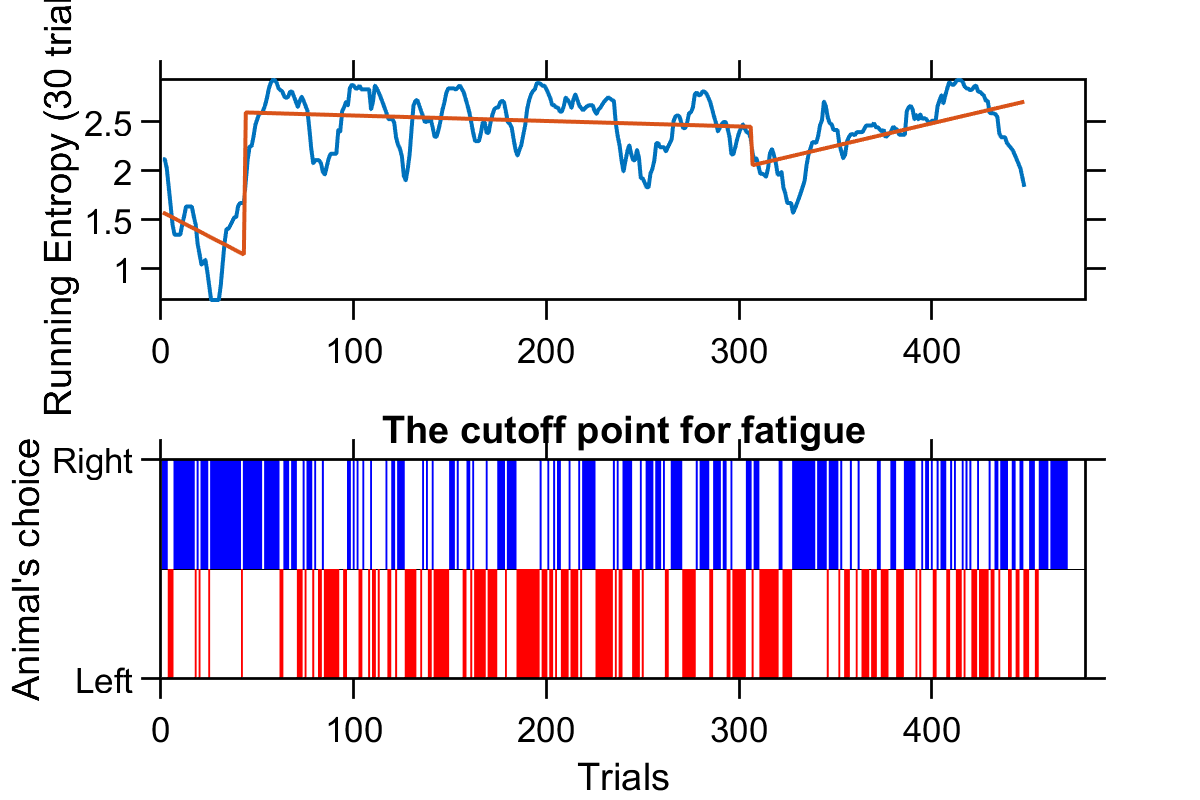 Running Entropy (30 trial
2.5
2
1.5
1
0 100 200 300 400
The cutoff point for fatigue
Animal's choice
Right
Left
0 100 200 300 400
Trials